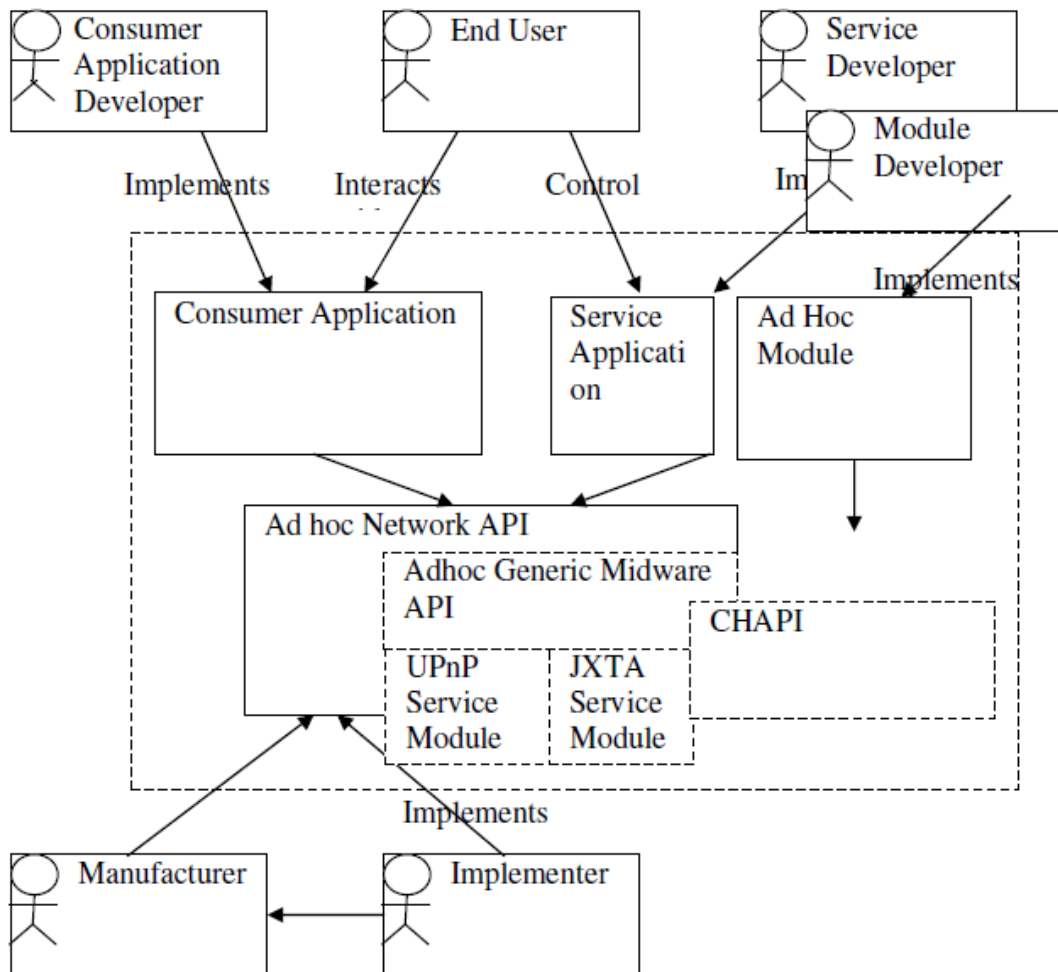 Consumer
Application
Developer
End User
Service
Developer
Module
Developer
Implements
Interacts
Control
Implements
Consumer Application
Service
Applicati
on
Ad Hoc
Module
Ad hoc Network API
Adhoc Generic Midware
API
CHAPI
UPnP
Service
Module
JXTA
Service
Module
Implements
Manufacturer
Implementer